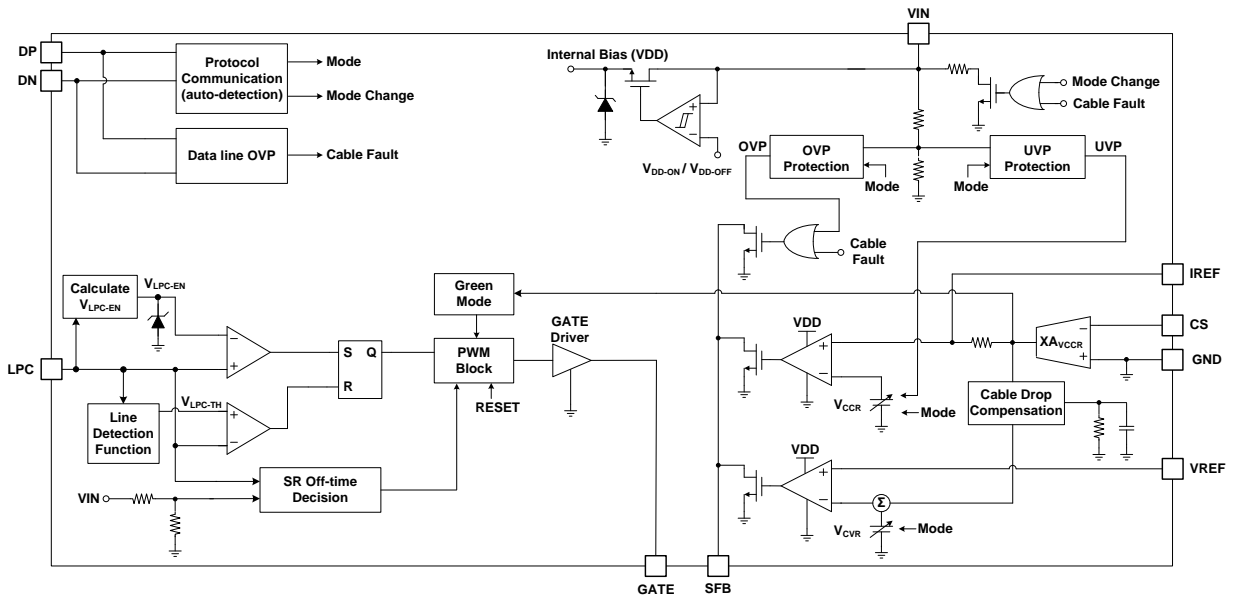 VIN
DP
DN
Protocol
Communication
(auto-detection)
Mode
Mode Change
Data line OVP
Cable Fault
Internal Bias (VDD)
+
−
VDD-ON / VDD-OFF
Mode Change
Cable Fault
OVP
OVP
Protection
Mode
UVP
Protection
UVP
Mode
Cable
Fault
IREF
CS
GND
VREF
Calculate
VLPC-EN
VLPC-EN
−
+
LPC
Line
Detection
Function
VLPC-TH
+
−
S
Q
R
Green
Mode
PWM
Block
RESET
GATE
Driver
SR Off-time
Decision
VIN
VDD
+
−
VCCR
Mode
XAVCCR
−
+
Cable Drop
Compensation
VDD
+
−
Σ
VCVR
Mode
GATE
SFB